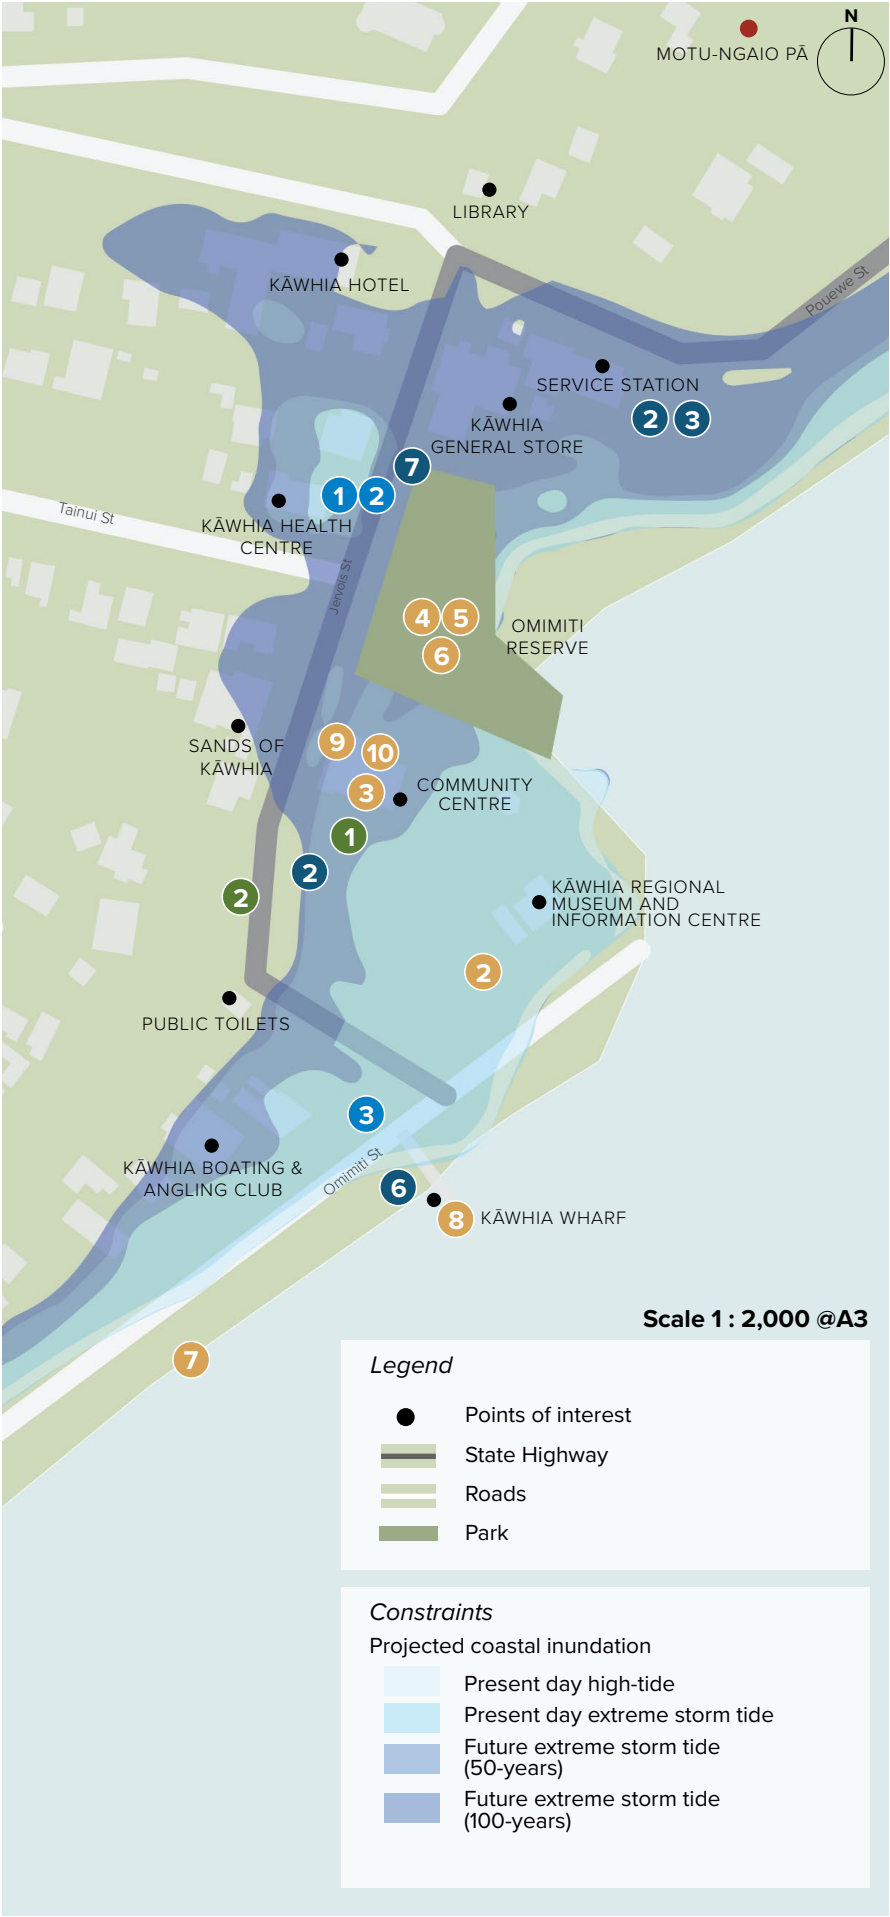 N
MOTU-NGAIO PĀ
LIBRARY
KĀWHIA HOTEL
Pouewe St
SERVICE STATION
2 3
KĀWHIA
GENERAL STORE
7
1 2
KĀWHIA HEALTH
CENTRE
Tainui St
Jervois St
4 5
6
OMIMITI
RESERVE
SANDS OF
KĀWHIA
9
10
3
COMMUNITY
CENTRE
1
2
2
KĀWHIA REGIONAL
MUSEUM AND
INFORMATION CENTRE
2
PUBLIC TOILETS
3
KĀWHIA BOATING &
ANGLING CLUB
Omimiti St
6
8
KĀWHIA WHARF
7
Scale 1 : 2,000 @A3
Legend
Points of interest
State Highway
Roads
Park
Constraints
Projected coastal inundation
Present day high-tide
Present day extreme storm tide
Future extreme storm tide
(50-years)
Future extreme storm tide
(100-years)